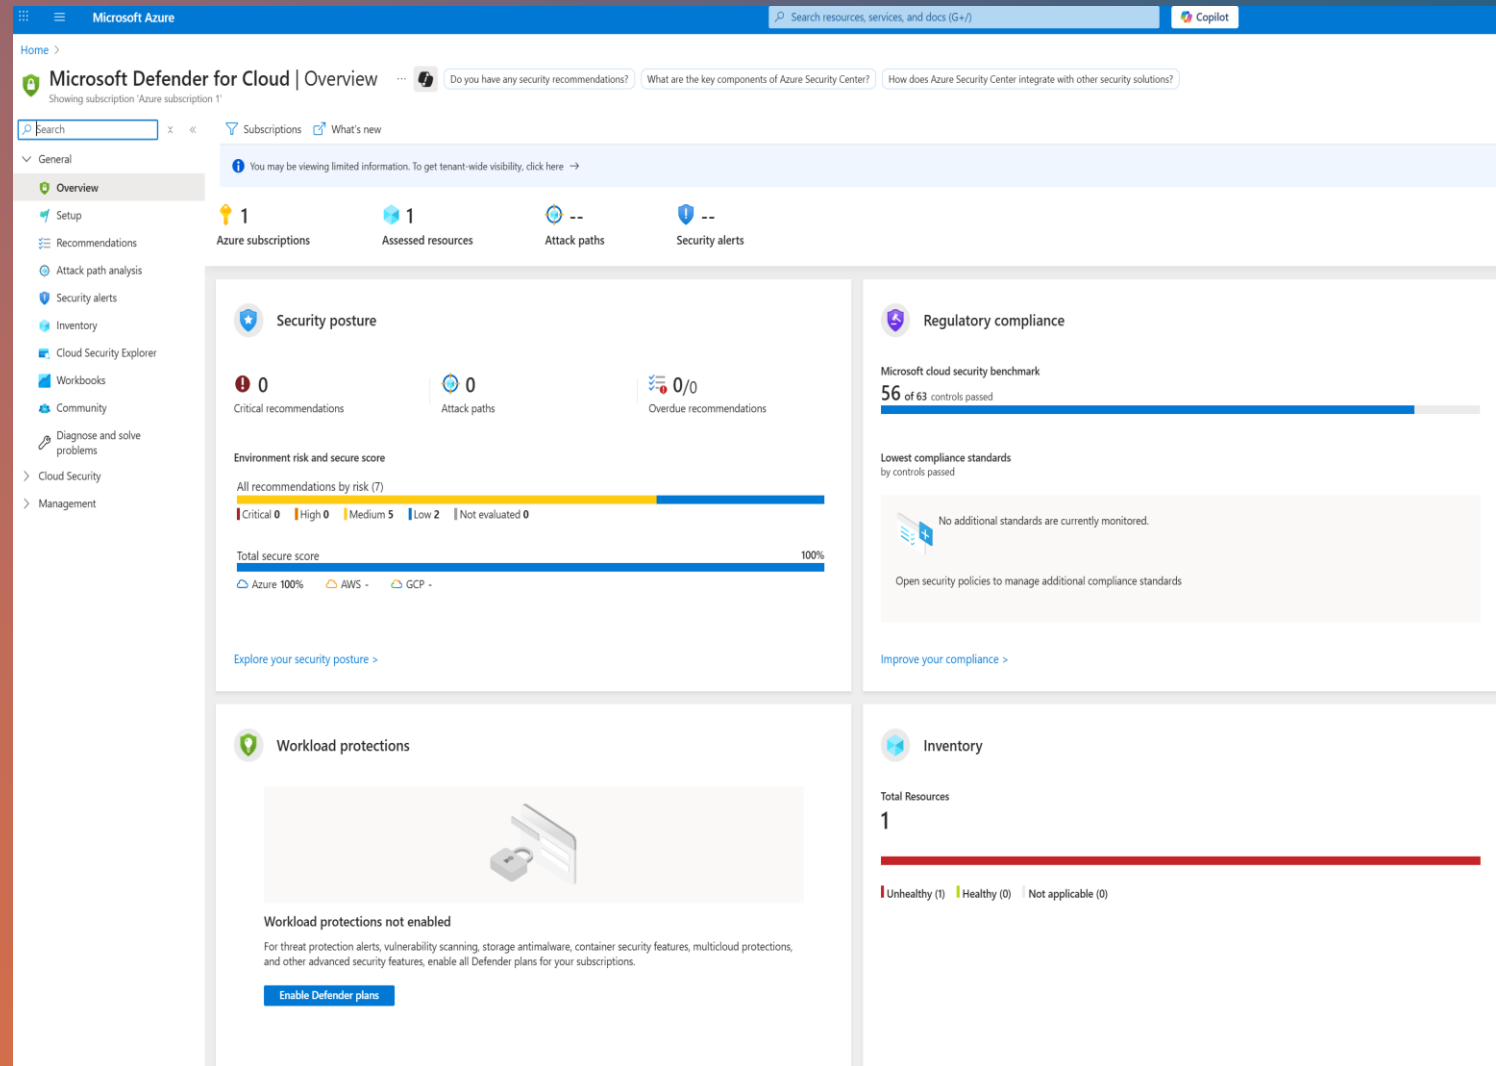 Microsoft Azure
Search resources, services, and docs (G+/)
Copilot
Home >
Microsoft Defender for Cloud | Overview
...
Do you have any security recommendations?
What are the key components of Azure Security Center?
How does Azure Security Center integrate with other security solutions?
Showing subscription 'Azure subscription 1'
Search
Subscriptions
What's new
General
Overview
Setup
Recommendations
Attack path analysis
Security alerts
Inventory
Cloud Security Explorer
Workbooks
Community
Diagnose and solve
problems
Cloud Security
Management
You may be viewing limited information. To get tenant-wide visibility, click here →
1
Azure subscriptions
1
Assessed resources
--
Attack paths
--
Security alerts
Security posture
0
Critical recommendations
0
Attack paths
0/0
Overdue recommendations
Environment risk and secure score
All recommendations by risk (7)
Critical 0 High 0 Medium 5 Low 2 Not evaluated 0
Total secure score 100%
Azure 100% AWS - GCP -
Explore your security posture >
Regulatory compliance
Microsoft cloud security benchmark
56 of 63 controls passed
Lowest compliance standards
by controls passed
No additional standards are currently monitored.
Open security policies to manage additional compliance standards
Improve your compliance >
Workload protections
Workload protections not enabled
For threat protection alerts, vulnerability scanning, storage antimalware, container security features, multicloud protections,
and other advanced security features, enable all Defender plans for your subscriptions.
Enable Defender plans
Inventory
Total Resources
1
Unhealthy (1) Healthy (0) Not applicable (0)